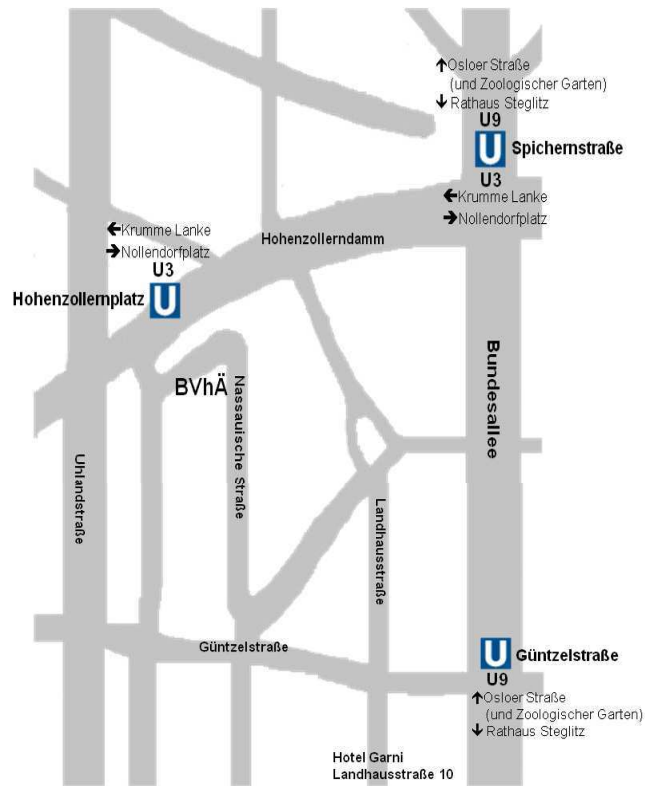 ↑Osloer Straße
(und Zoologischer Garten)
↓ Rathaus Steglitz
U9
U Spichernstraße
U3
←Krumme Lanke
→Nollendorfplatz
←Krumme Lanke
→Nollendorfplatz
U3
Hohenzollernplatz U
Hohenzollerndamm
BVhÄ
Nassauische Straße
Bundesallee
Uhlandstraße
Landhausstraße
Güntzelstraße
U Güntzelstraße
U9
↑Osloer Straße
(und Zoologischer Garten)
↓ Rathaus Steglitz
Hotel Garni
Landhausstraße 10